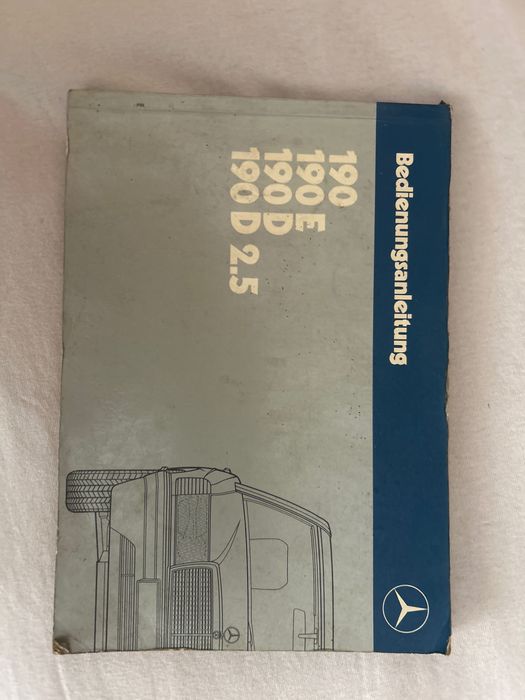 Bedienungsanleitung
190
190 E
190 D
190 D 2.5